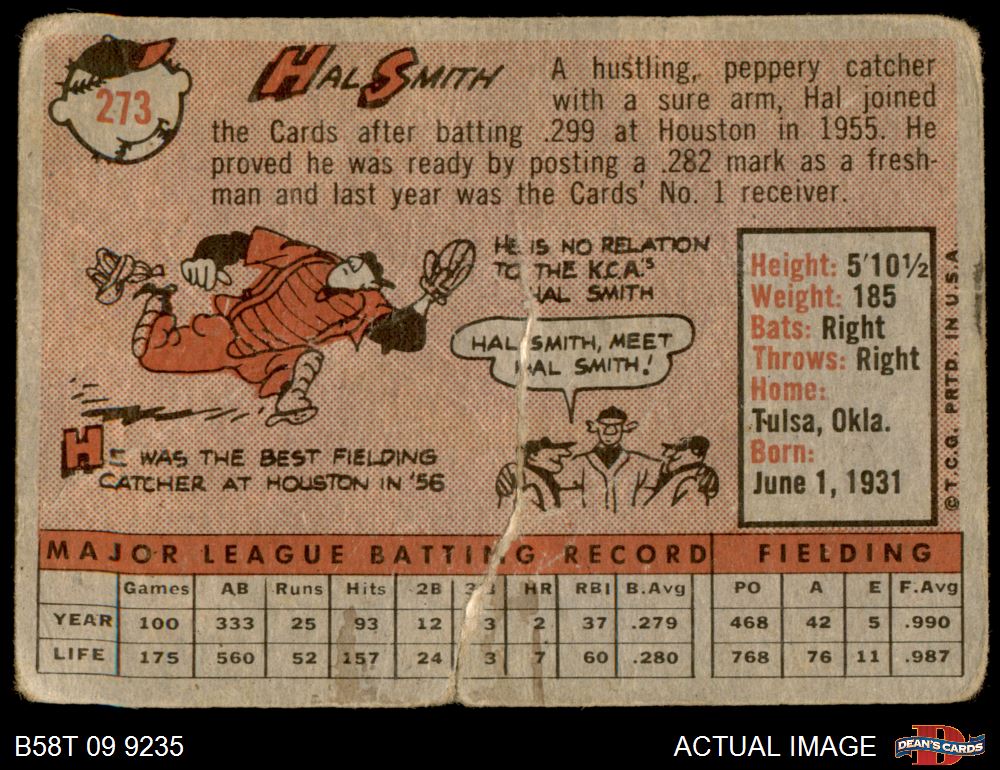 273
HAL SMITH
A hustling, peppery catcher
with a sure arm, Hal joined
the Cards after batting .299 at Houston in 1955. He
proved he was ready by posting a .282 mark as a fresh-
man and last year was the Cards' No. 1 receiver.
HE IS NO RELATION
TO THE K.C.A.'S
HAL SMITH
HAL SMITH, MEET
HAL SMITH!
HE WAS THE BEST FIELDING
CATCHER AT HOUSTON IN '56
Height: 5'10½
Weight: 185
Bats: Right
Throws: Right
Home:
Tulsa, Okla.
Born:
June 1, 1931
©T.C.G. PRTD. IN U.S.A.
MAJOR LEAGUE BATTING RECORD FIELDING
Games AB Runs Hits 2B 3B HR RBI B.Avg PO A E F.Avg
YEAR 100 333 25 93 12 3 2 37 .279 468 42 5 .990
LIFE 175 560 52 157 24 3 7 60 .280 768 76 11 .987
B58T 09 9235
ACTUAL IMAGE
D
DEAN'S CARDS